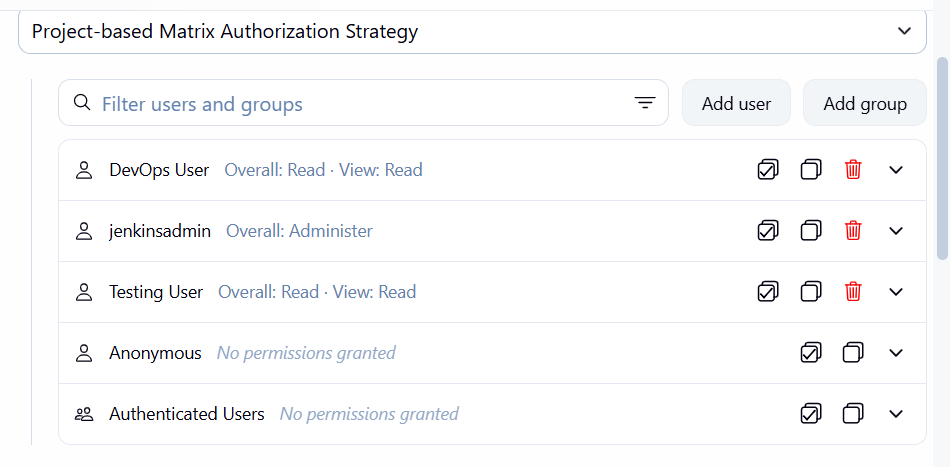 Project-based Matrix Authorization Strategy
Filter users and groups
Add user
Add group
DevOps User Overall: Read · View: Read
jenkinsadmin Overall: Administer
Testing User Overall: Read · View: Read
Anonymous No permissions granted
Authenticated Users No permissions granted